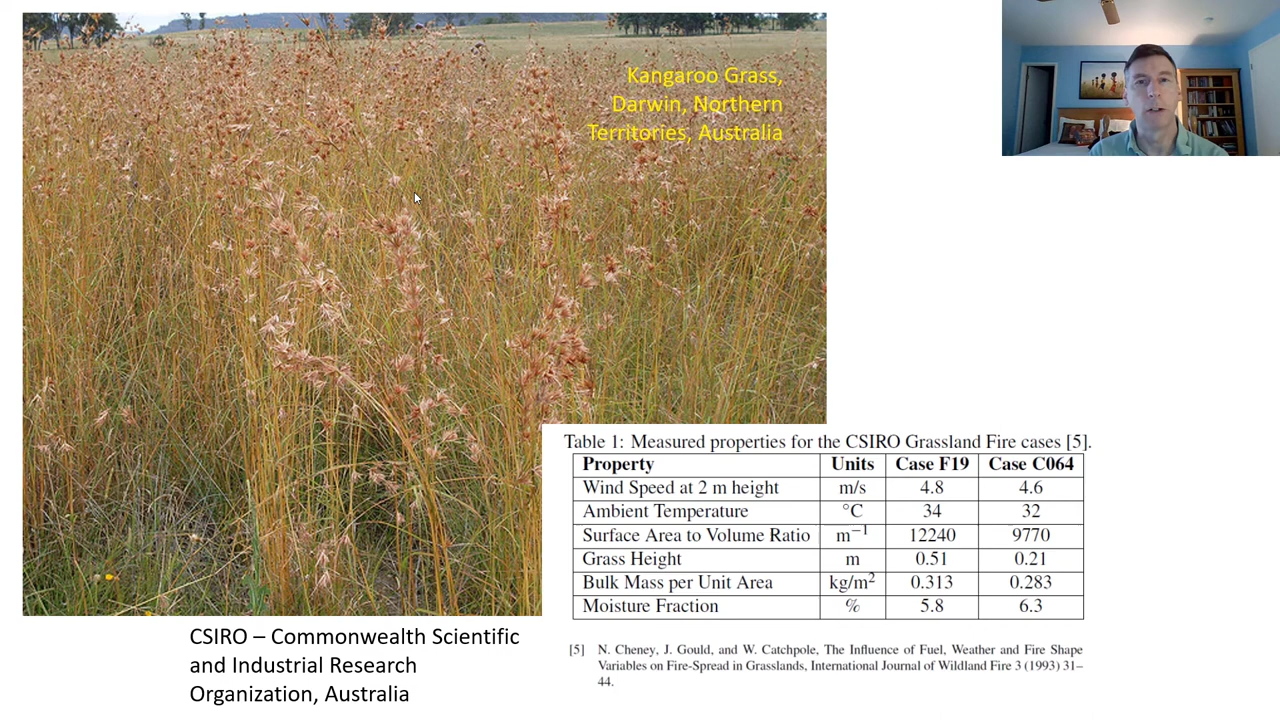 Kangaroo Grass,
Darwin, Northern
Territories, Australia
Table 1: Measured properties for the CSIRO Grassland Fire cases [5].
Property Units Case F19 Case C064
Wind Speed at 2 m height m/s 4.8 4.6
Ambient Temperature °C 34 32
Surface Area to Volume Ratio m⁻¹ 12240 9770
Grass Height m 0.51 0.21
Bulk Mass per Unit Area kg/m² 0.313 0.283
Moisture Fraction % 5.8 6.3
CSIRO – Commonwealth Scientific
and Industrial Research
Organization, Australia
[5] N. Cheney, J. Gould, and W. Catchpole, The Influence of Fuel, Weather and Fire Shape
Variables on Fire-Spread in Grasslands, International Journal of Wildland Fire 3 (1993) 31–
44.